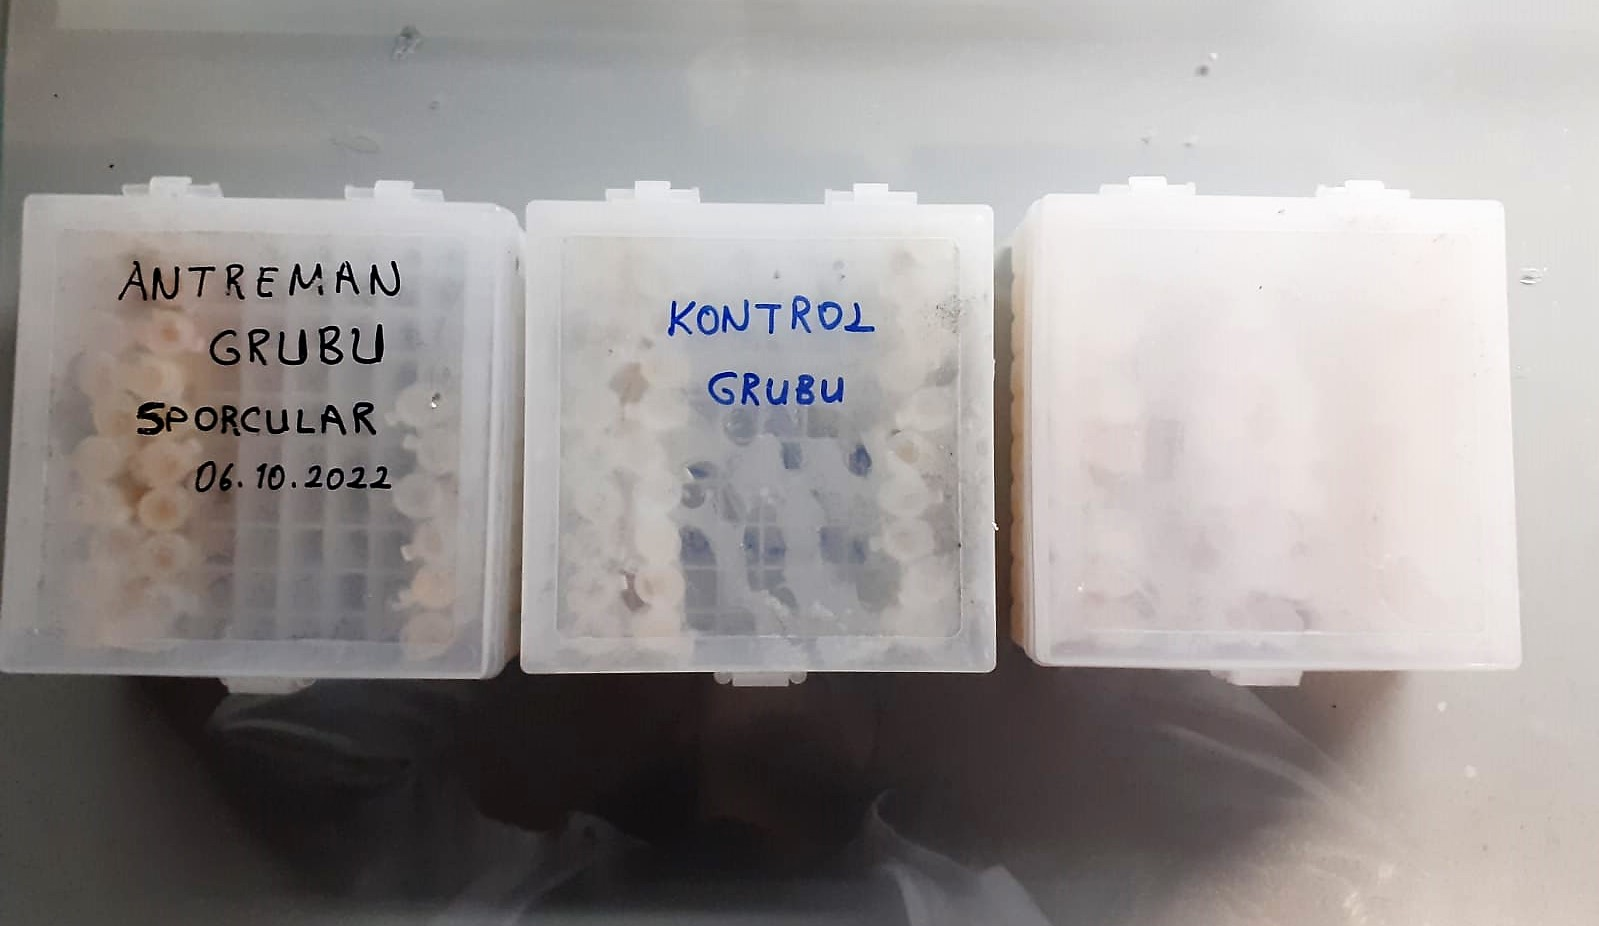 ANTREMAN
GRUBU
SPORCULAR
06.10.2022
KONTROL
GRUBU